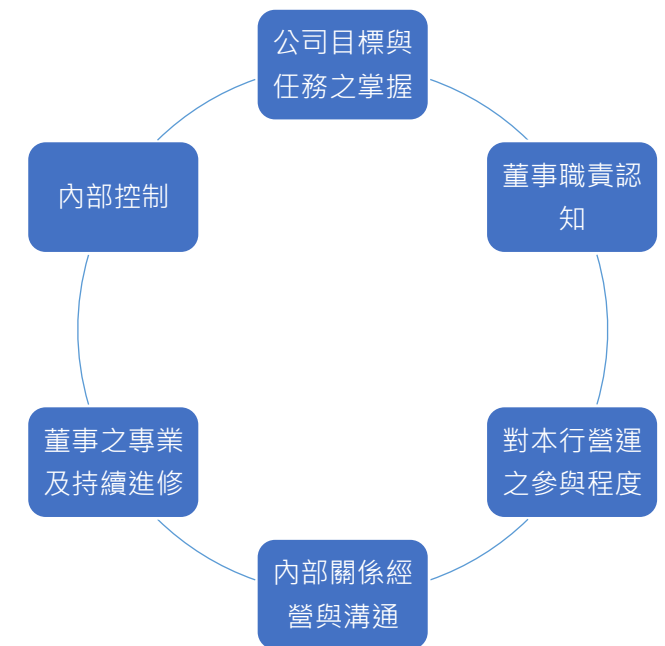 公司目標與
任務之掌握
董事職責認
知
對本行營運
之參與程度
內部關係經
營與溝通
董事之專業
及持續進修
內部控制